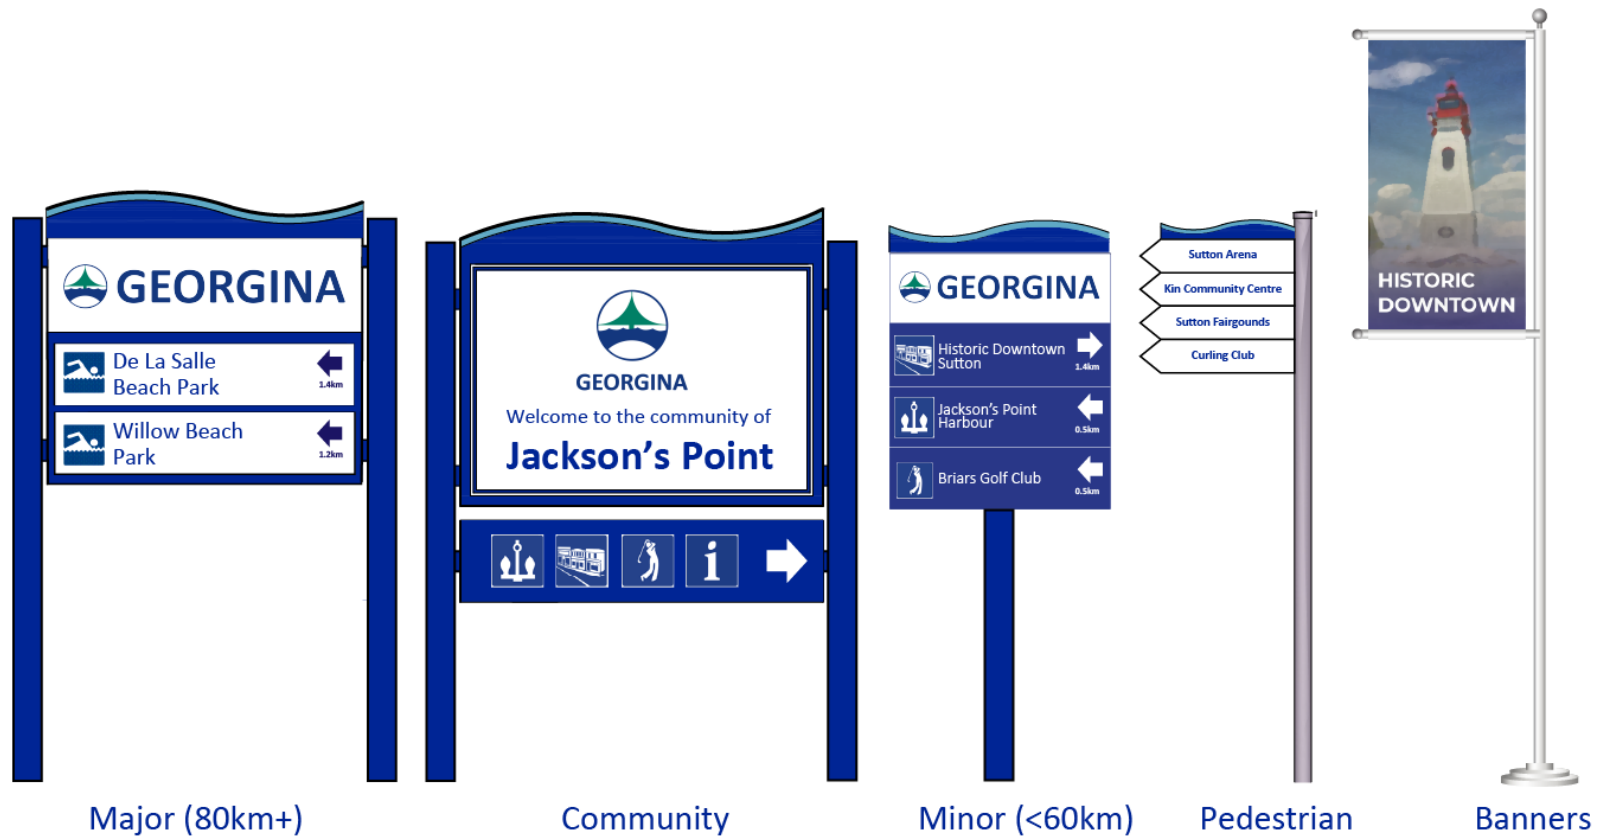 GEORGINA
De La Salle
Beach Park
1.4km
Willow Beach
Park
1.2km
GEORGINA
Welcome to the community of
Jackson's Point
i
GEORGINA
Historic Downtown
Sutton
1.4km
Jackson's Point
Harbour
0.5km
Briars Golf Club
0.5km
Sutton Arena
Kin Community Centre
Sutton Fairgounds
Curling Club
HISTORIC
DOWNTOWN
Major (80km+)
Community
Minor (<60km)
Pedestrian
Banners